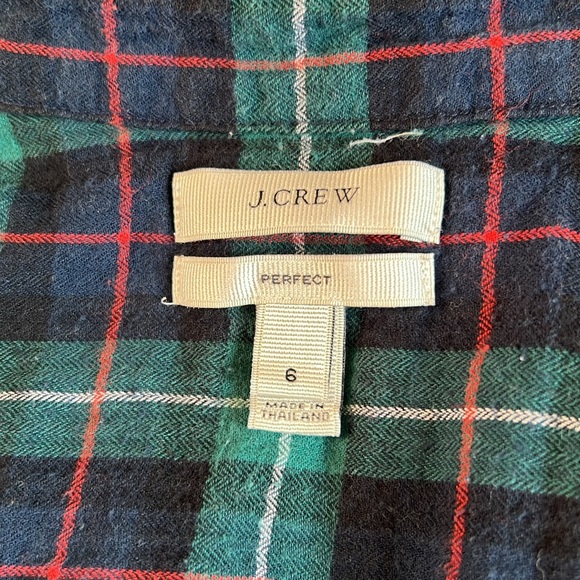 J.CREW
PERFECT
6
MADE IN
THAILAND